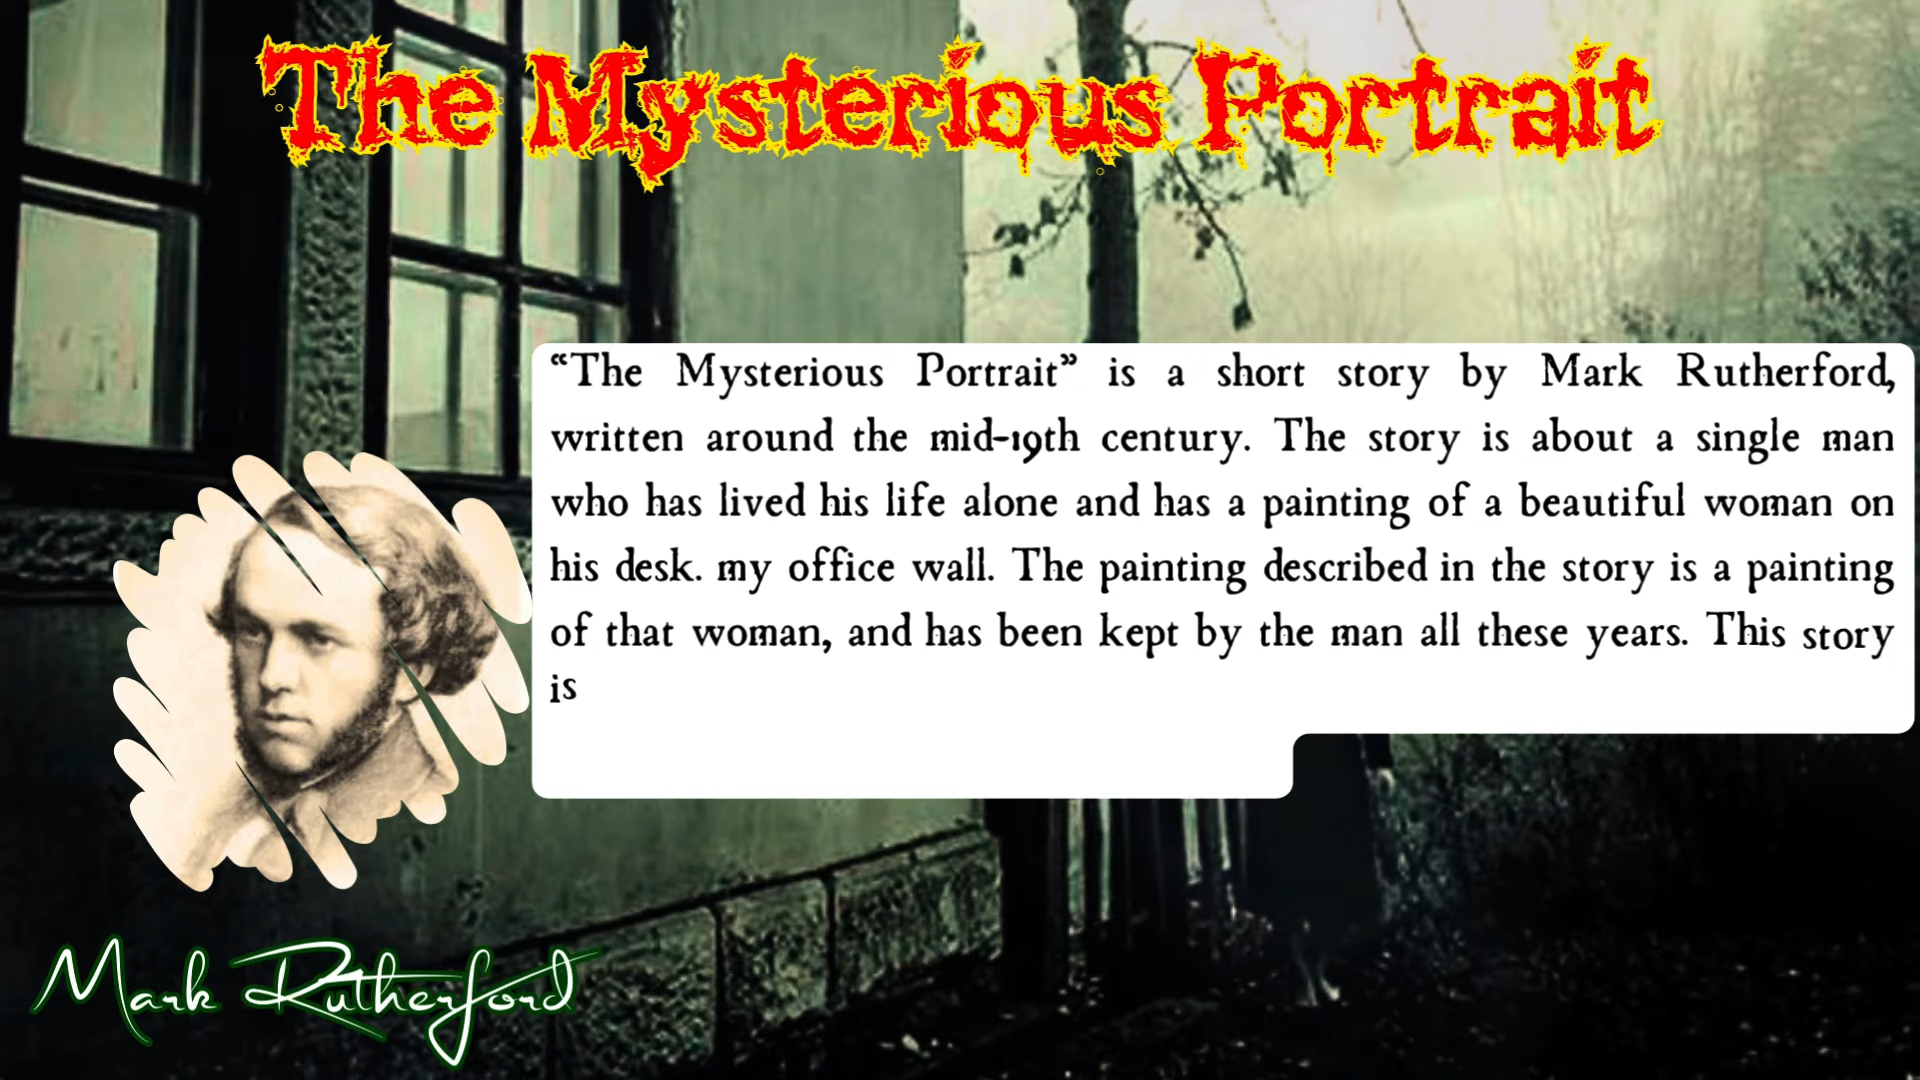 The Mysterious Portrait
“The Mysterious Portrait” is a short story by Mark Rutherford,
written around the mid-19th century. The story is about a single man
who has lived his life alone and has a painting of a beautiful woman on
his desk. my office wall. The painting described in the story is a painting
of that woman, and has been kept by the man all these years. This story
is
Mark Rutherford